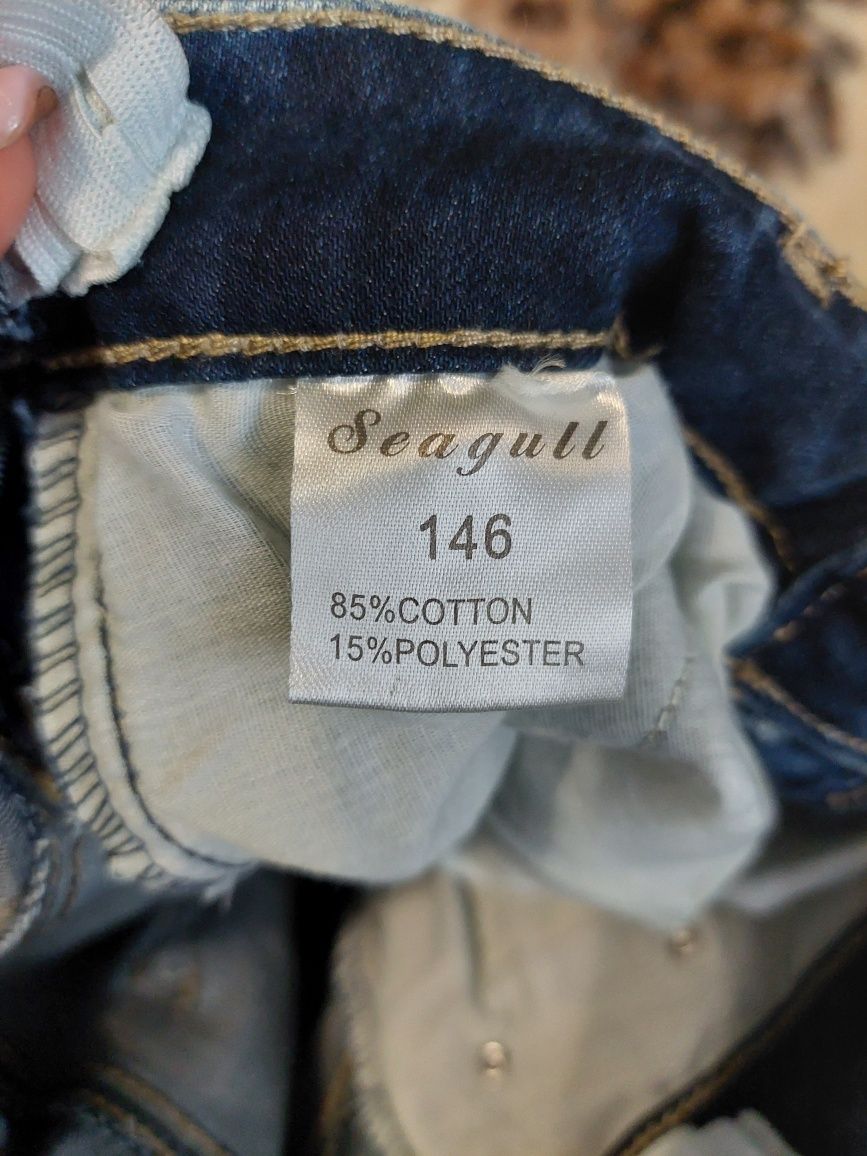 Seagull
146
85%COTTON
15%POLYESTER